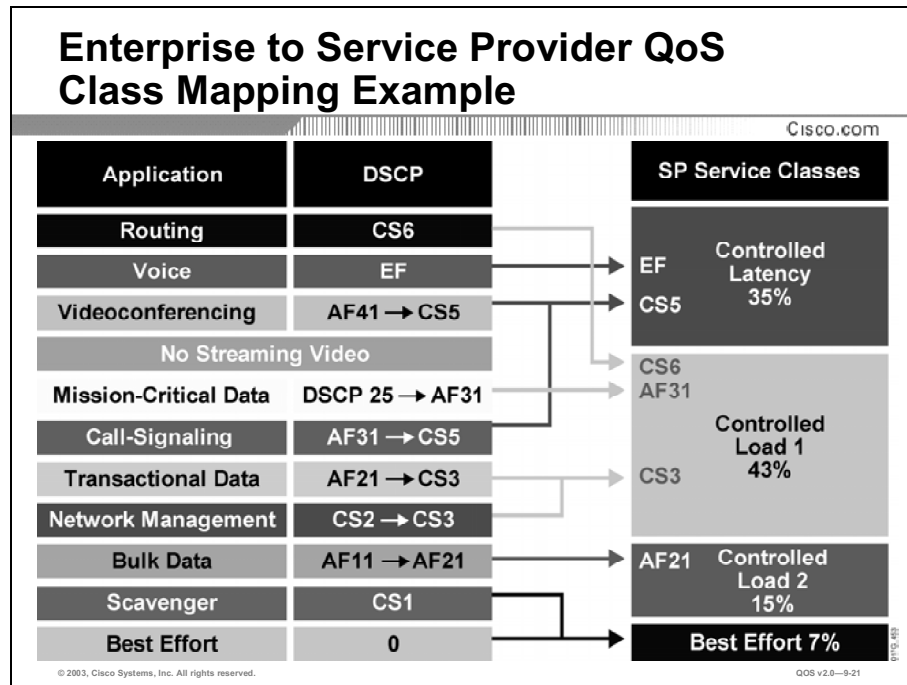 Enterprise to Service Provider QoS
Class Mapping Example
Cisco.com
Application DSCP SP Service Classes
Routing CS6
Voice EF
Videoconferencing AF41 → CS5
No Streaming Video
Mission-Critical Data DSCP 25 → AF31
Call-Signaling AF31 → CS5
Transactional Data AF21 → CS3
Network Management CS2 → CS3
Bulk Data AF11 → AF21
Scavenger CS1
Best Effort 0
EF
CS5
Controlled
Latency
35%
CS6
AF31
CS3
Controlled
Load 1
43%
AF21
Controlled
Load 2
15%
Best Effort 7%
© 2003, Cisco Systems, Inc. All rights reserved.
QOS v2.0—9-21